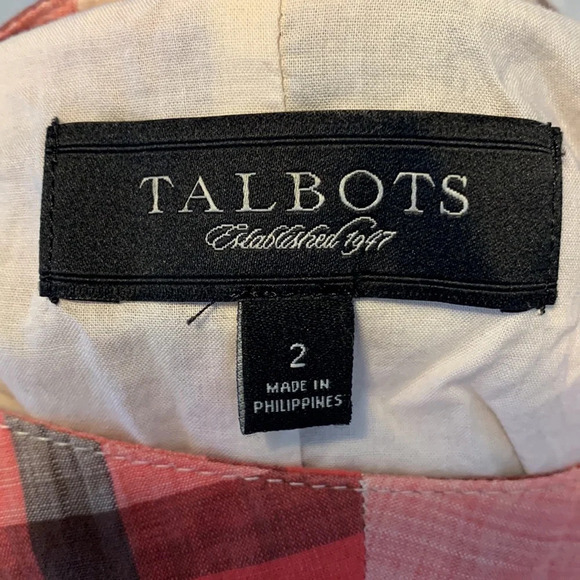 TALBOTS
Established 1947
2
MADE IN
PHILIPPINES